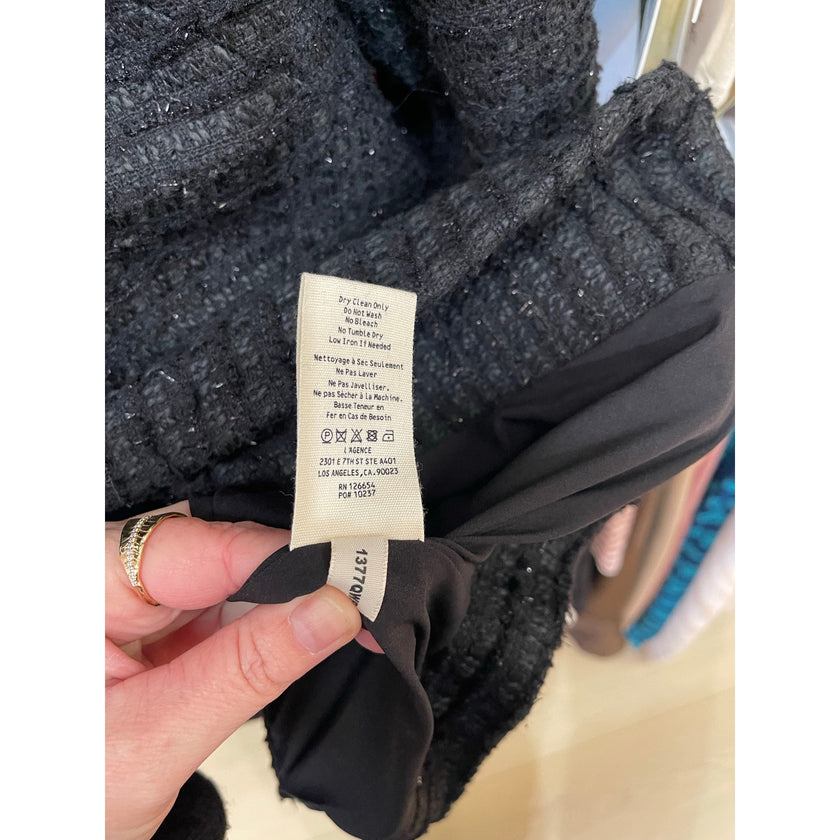 Dry Clean Only
Do Not Wash
No Bleach
No Tumble Dry
Low Iron If Needed
Nettoyage à Sec Seulement
Ne Pas Laver
Ne Pas Javelliser.
Ne pas Sècher à la Machine.
Basse Teneur en
Fer en Cas de Besoin
L'AGENCE
2301 E 7TH ST STE A401
LOS ANGELES, CA. 90023
RN 126654
PO# 10237